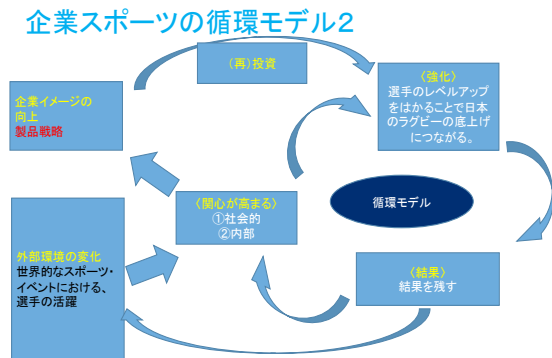 企業スポーツの循環モデル2
(再)投資
〈強化〉
選手のレベルアップ
をはかることで日本
のラグビーの底上げ
につながる。
企業イメージの
向上
製品戦略
〈関心が高まる〉
①社会的
②内部
循環モデル
外部環境の変化
世界的なスポーツ・
イベントにおける、
選手の活躍
〈結果〉
結果を残す